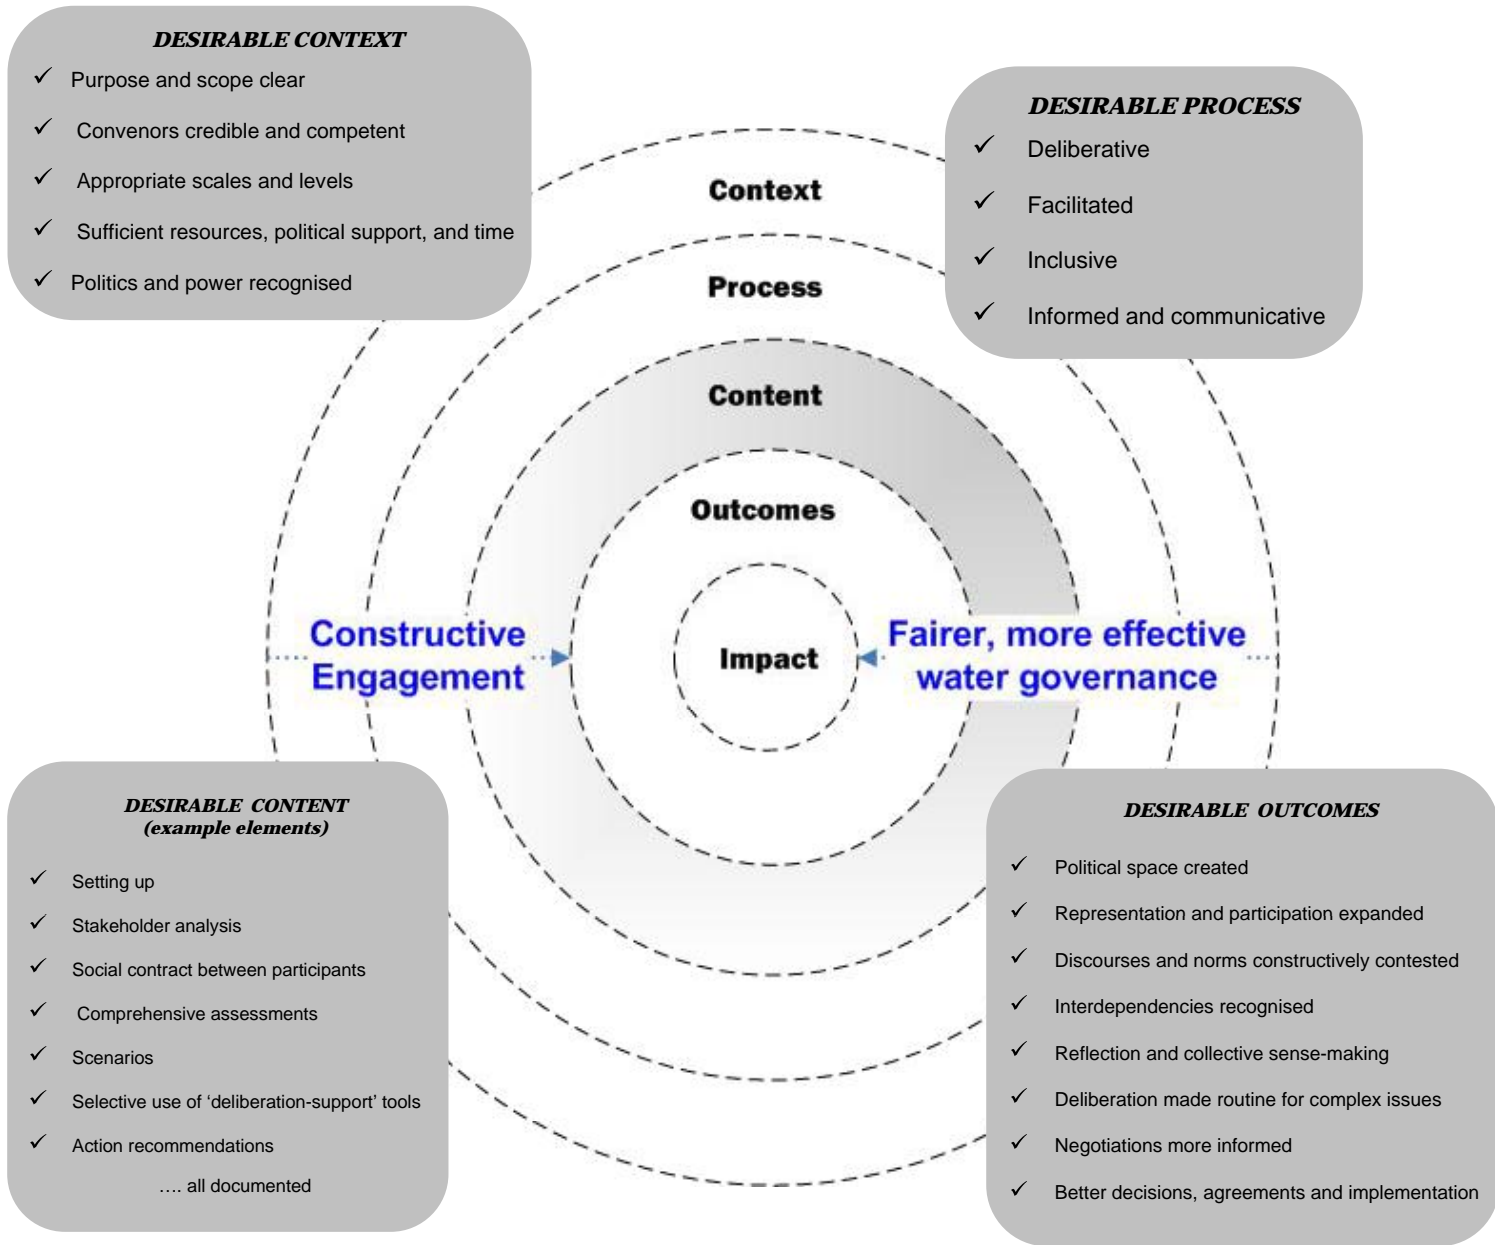 DESIRABLE CONTEXT
✓ Purpose and scope clear
✓ Convenors credible and competent
✓ Appropriate scales and levels
✓ Sufficient resources, political support, and time
✓ Politics and power recognised
DESIRABLE PROCESS
✓ Deliberative
✓ Facilitated
✓ Inclusive
✓ Informed and communicative
Context
Process
Content
Outcomes
Impact
Constructive
Engagement
Fairer, more effective
water governance
DESIRABLE CONTENT
(example elements)
✓ Setting up
✓ Stakeholder analysis
✓ Social contract between participants
✓ Comprehensive assessments
✓ Scenarios
✓ Selective use of ‘deliberation-support’ tools
✓ Action recommendations
…. all documented
DESIRABLE OUTCOMES
✓ Political space created
✓ Representation and participation expanded
✓ Discourses and norms constructively contested
✓ Interdependencies recognised
✓ Reflection and collective sense-making
✓ Deliberation made routine for complex issues
✓ Negotiations more informed
✓ Better decisions, agreements and implementation